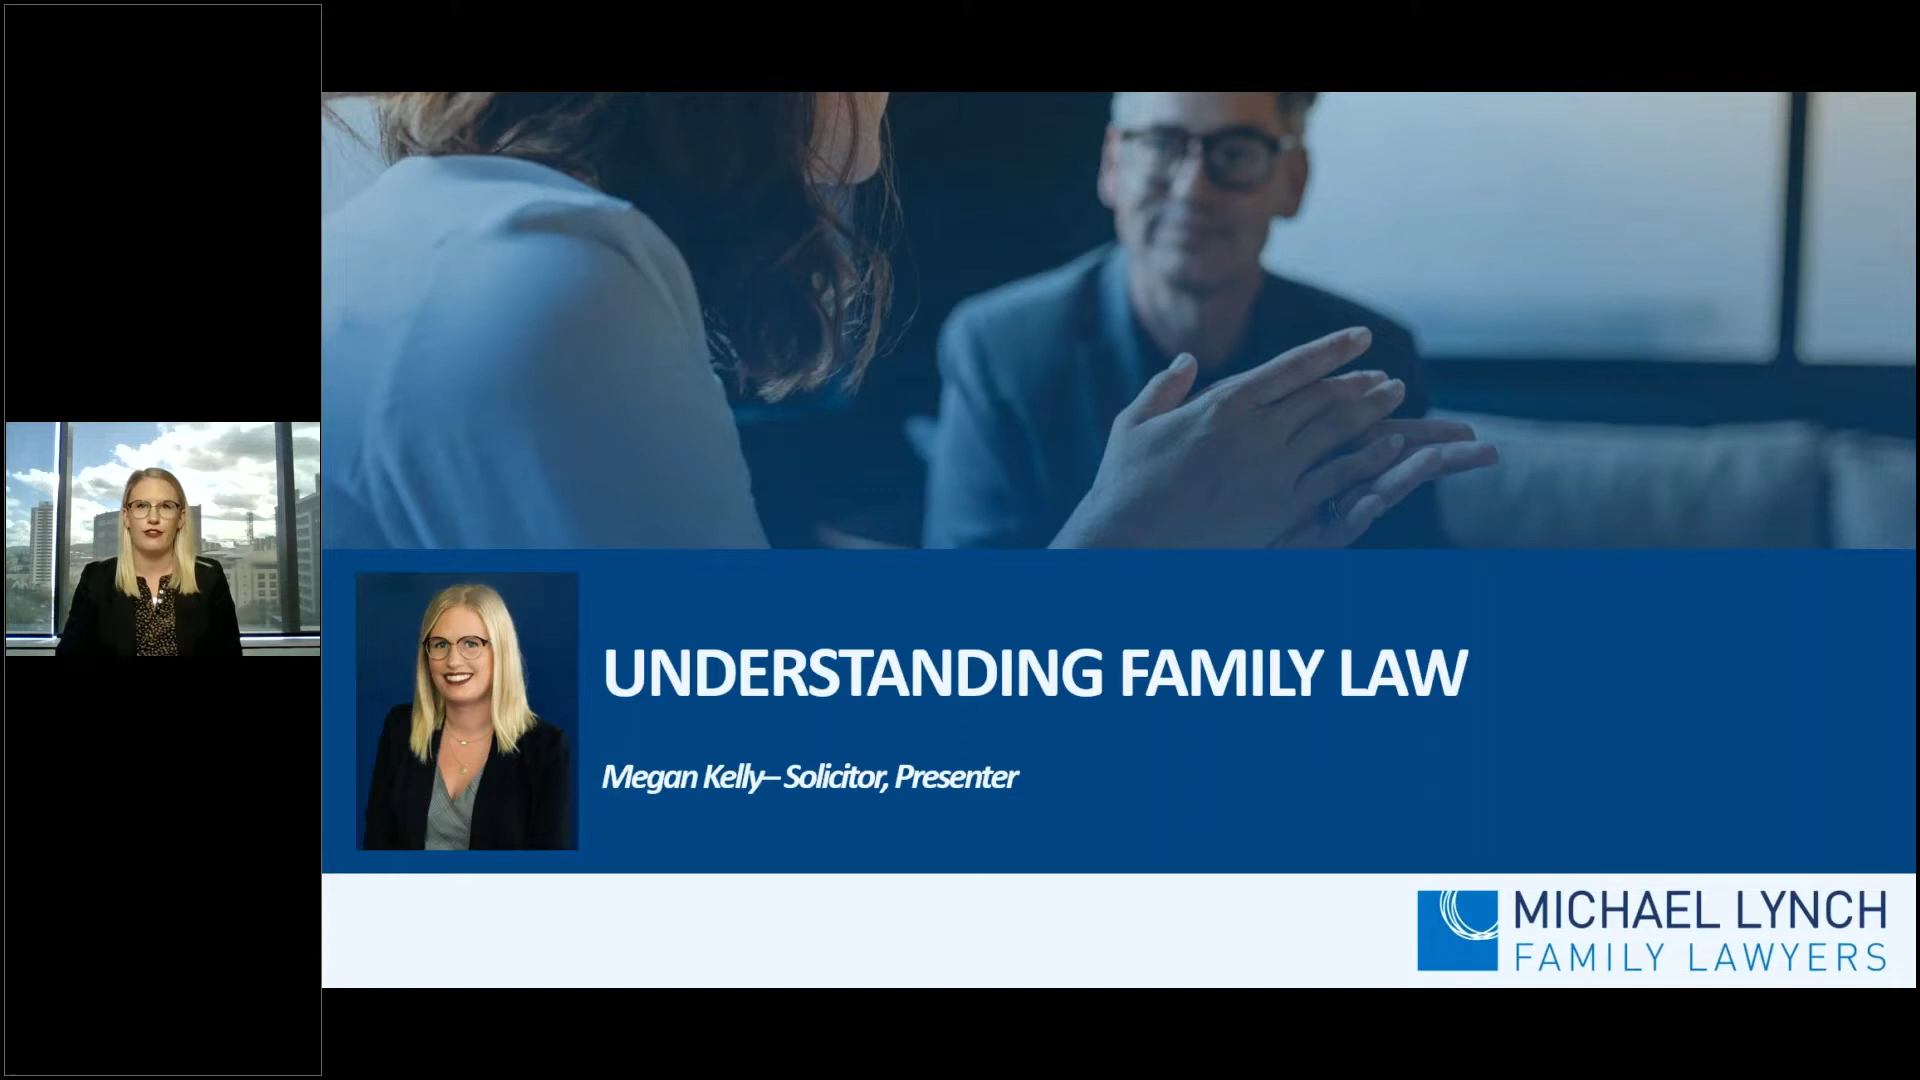 UNDERSTANDING FAMILY LAW
Megan Kelly– Solicitor, Presenter
MICHAEL LYNCH
FAMILY LAWYERS